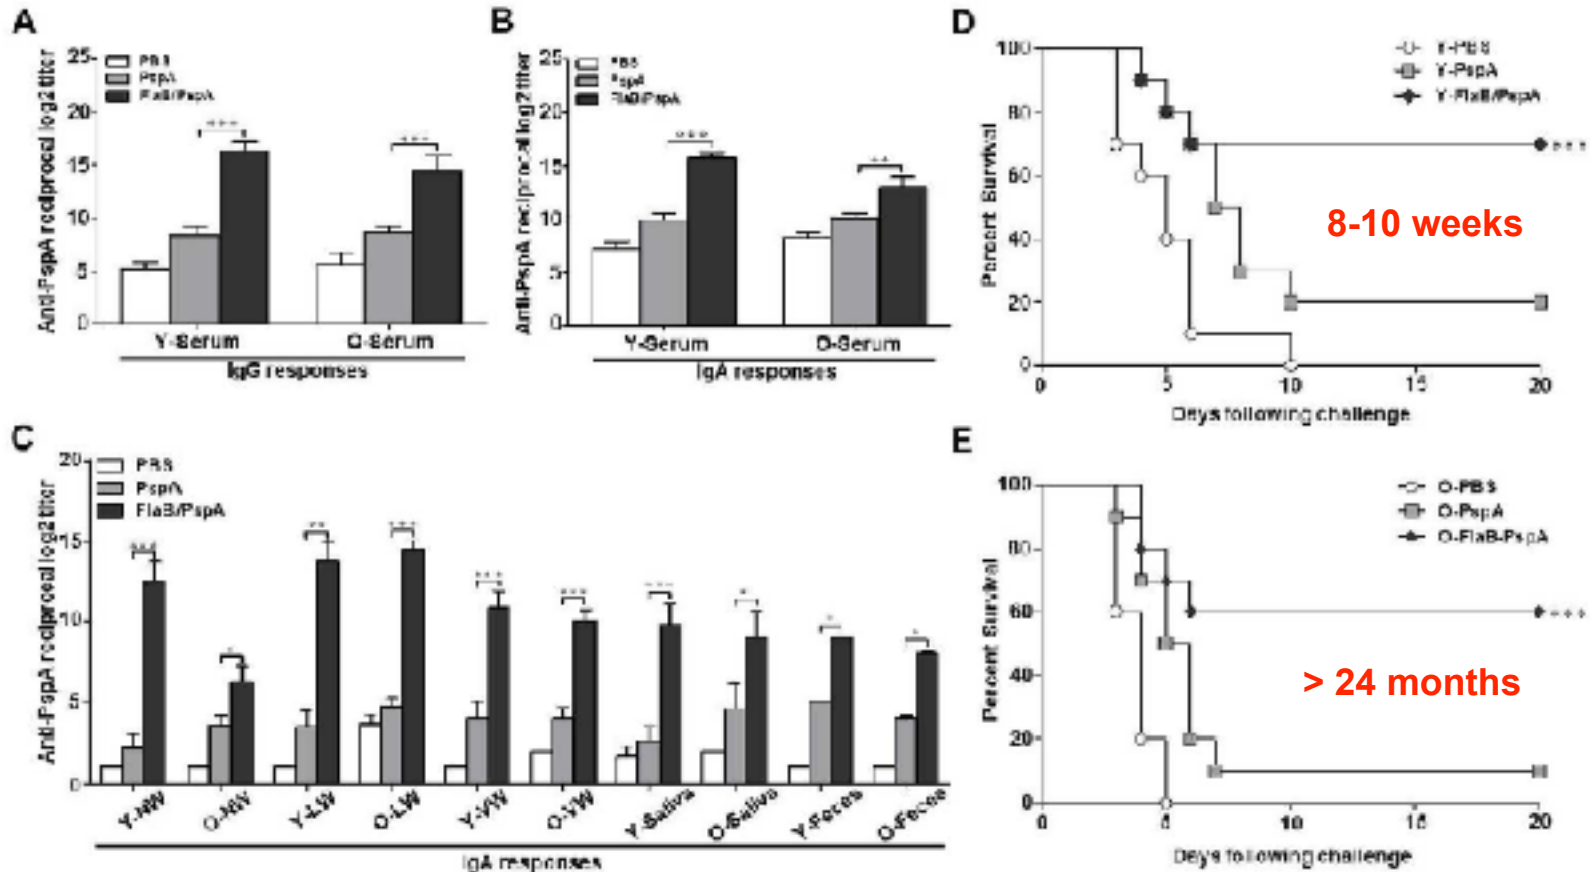 A
Anti-PspA reciprocal log2 titer
25
20
15
10
5
0
PBS
PspA
FlaB/PspA
***
***
Y-Serum
O-Serum
IgG responses
B
Anti-PspA reciprocal log2 titer
25
20
15
10
5
0
PBS
PspA
FlaB/PspA
***
**
Y-Serum
O-Serum
IgA responses
C
Anti-PspA reciprocal log2 titer
20
15
10
5
0
PBS
PspA
FlaB/PspA
***
*
**
***
***
***
***
*
*
*
Y-NW
O-NW
Y-LW
O-LW
Y-VW
O-VW
Y-Saliva
O-Saliva
Y-Feces
O-Feces
IgA responses
D
Percent Survival
100
80
60
40
20
0
Y-PBS
Y-PspA
Y-FlaB/PspA
***
8-10 weeks
0
5
10
15
20
Days following challenge
E
Percent Survival
100
80
60
40
20
0
O-PBS
O-PspA
O-FlaB-PspA
***
> 24 months
0
5
10
15
20
Days following challenge